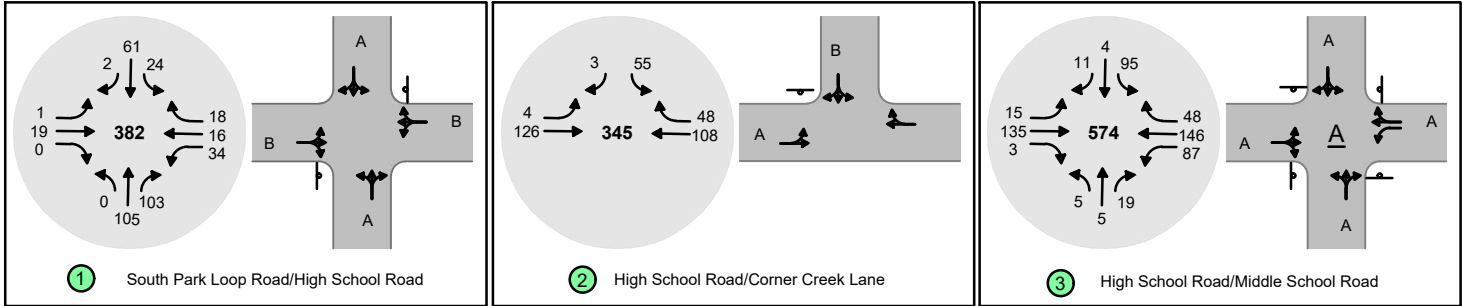 61
2 24
1 18
19 382 16
0 34
0 103
105
A
B
B
A
1 South Park Loop Road/High School Road
3 55
4 48
126 345 108
B
A
2 High School Road/Corner Creek Lane
4
11 95
15 48
135 574 146
3 87
5 19
5
A
A
A
A
A
3 High School Road/Middle School Road